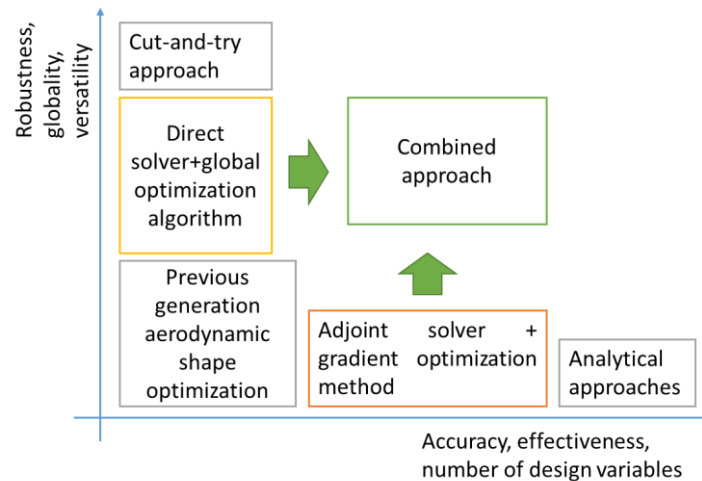 Robustness,
globality,
versatility
Cut-and-try
approach
Direct
solver+global
optimization
algorithm
Combined
approach
Previous
generation
aerodynamic
shape
optimization
Adjoint solver +
gradient optimization
method
Analytical
approaches
Accuracy, effectiveness,
number of design variables